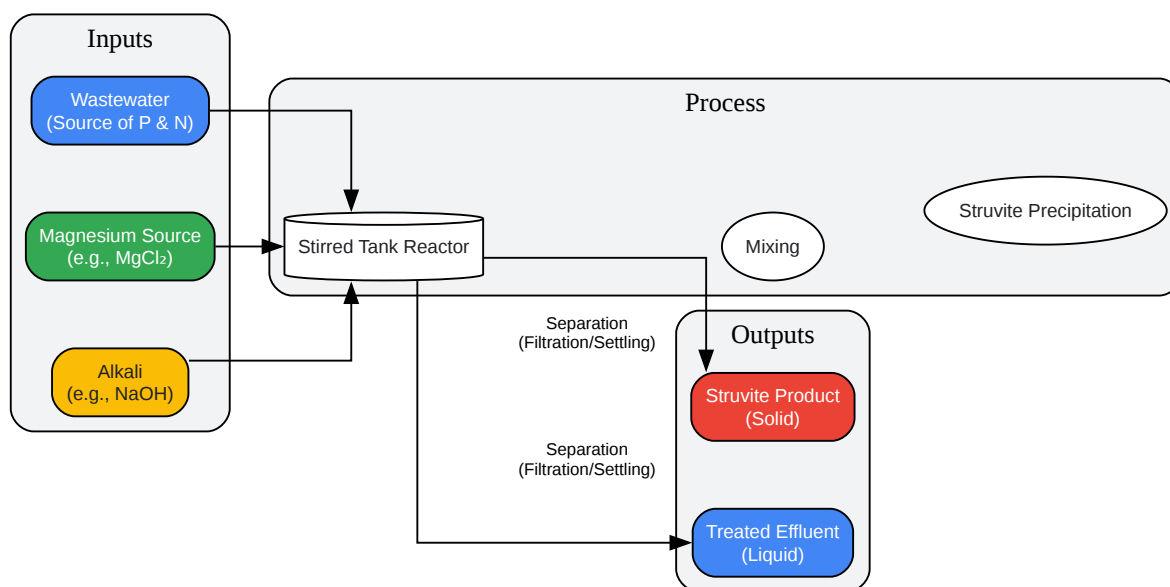 Inputs
Wastewater
(Source of P & N)
Magnesium Source
(e.g., MgCl₂)
Alkali
(e.g., NaOH)
Process
Stirred Tank Reactor
Mixing
Struvite Precipitation
Separation
(Filtration/Settling)
Separation
(Filtration/Settling)
Outputs
Struvite Product
(Solid)
Treated Effluent
(Liquid)